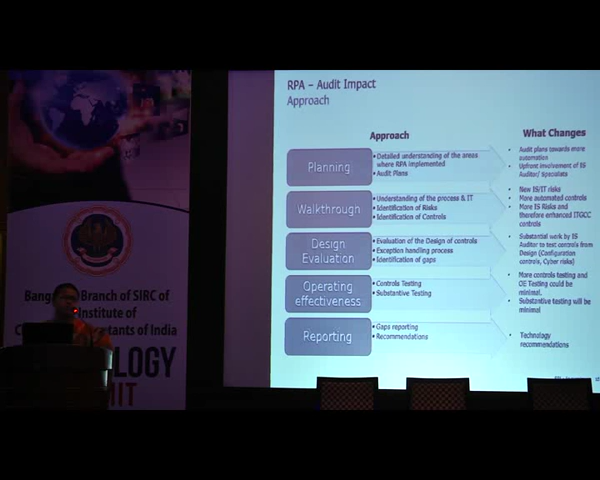 RPA – Audit Impact
Approach
Approach
What Changes
Planning
• Detailed understanding of the areas
where RPA implemented
• Audit Plans
• Audit plans towards more
automation
• Upfront involvement of IS
Auditor/ Specialists
Walkthrough
• Understanding of the process & IT
• Identification of Risks
• Identification of Controls
• New IS/IT risks
• More automated controls
• More IS Risks and
therefore enhanced ITGCC
controls
Design
Evaluation
• Evaluation of the Design of controls
• Exception handling process
• Identification of gaps
• Substantial work by IS
Auditor to test controls from
Design (Configuration
controls, Cyber risks)
Operating
effectiveness
• Controls Testing
• Substantive Testing
• More controls testing and
OE Testing could be
minimal.
• Substantive testing will be
minimal
Reporting
• Gaps reporting
• Recommendations
• Technology
recommendations
Branch of SIRC of
Institute of
of India